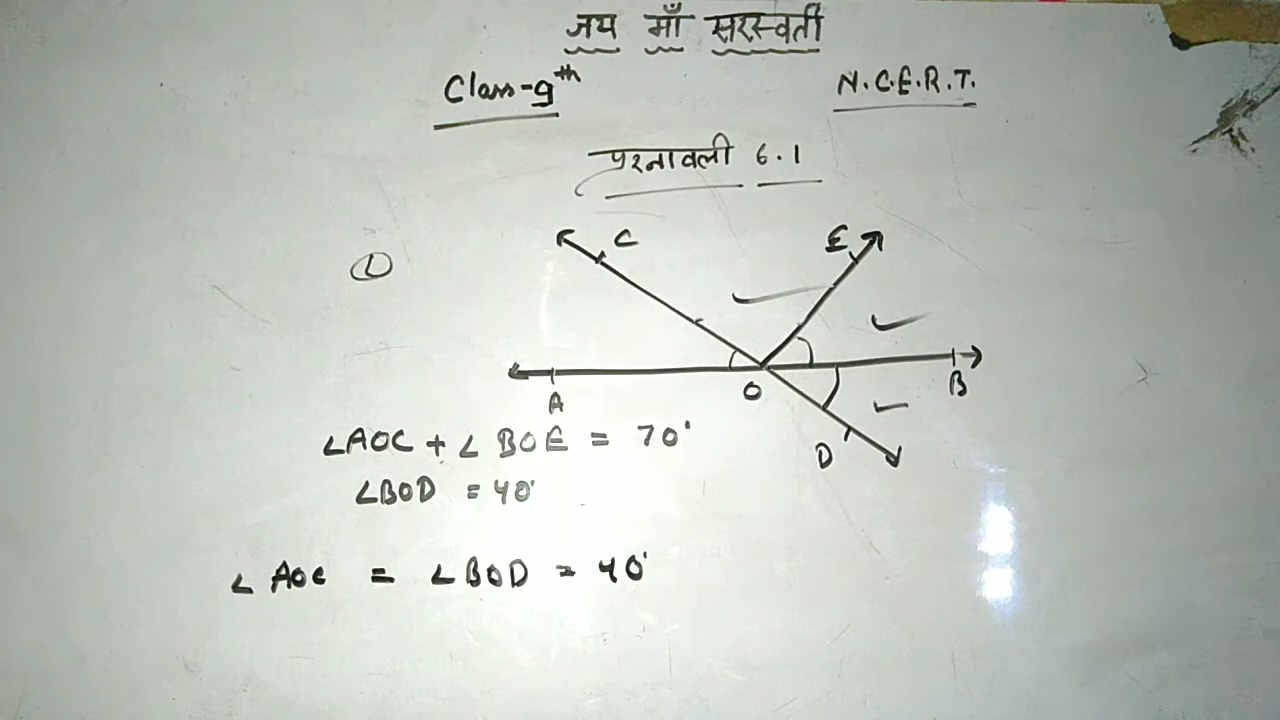 जय माँ सरस्वती
Class-9th N.C.E.R.T.
प्रश्नावली 6.1
① C E
A O B
D
∠AOC + ∠BOE = 70°
∠BOD = 40°
∠AOC = ∠BOD = 40°